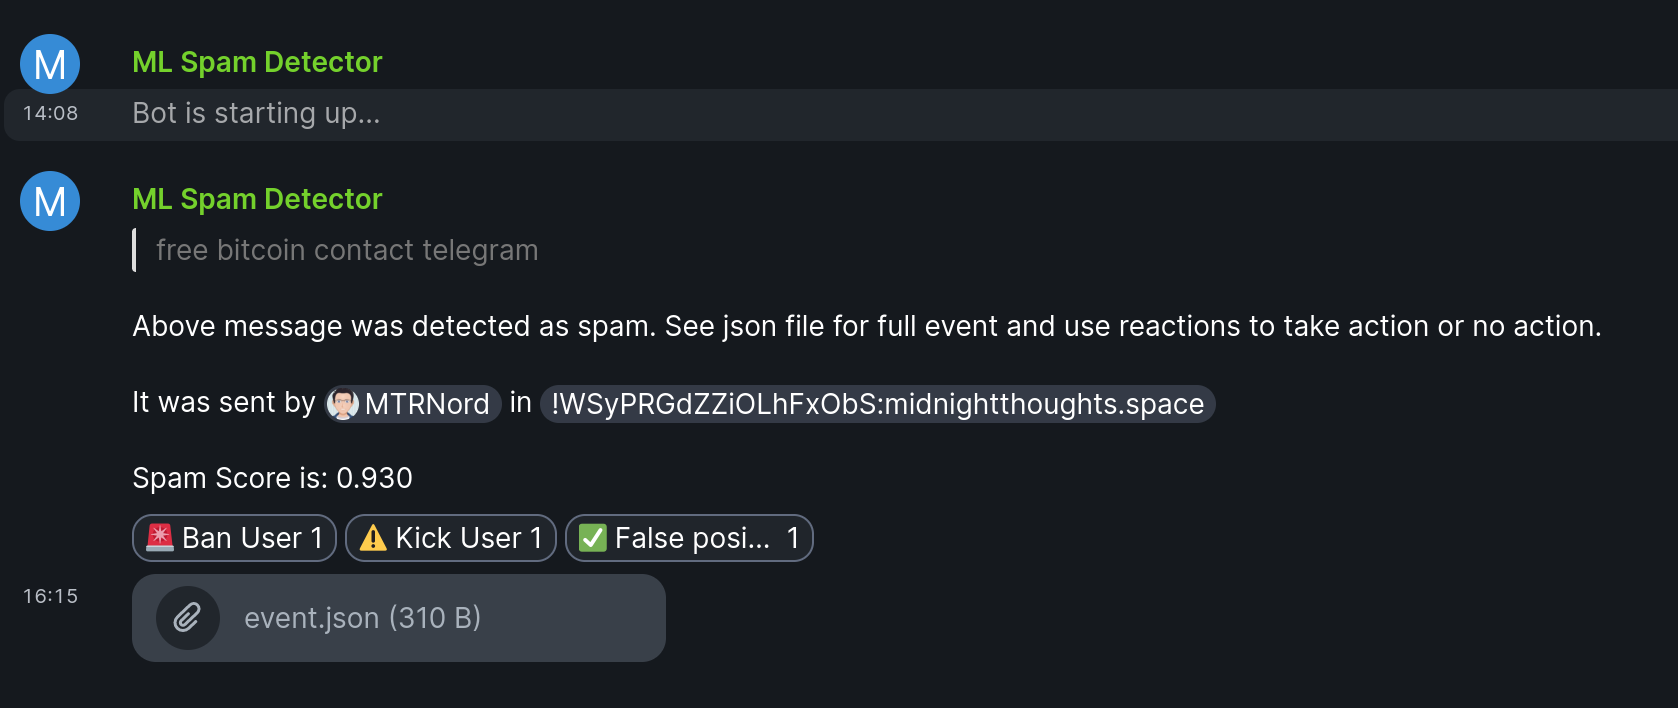 M
ML Spam Detector
14:08 Bot is starting up...
M
ML Spam Detector
free bitcoin contact telegram
Above message was detected as spam. See json file for full event and use reactions to take action or no action.
It was sent by MTRNord in !WSyPRGdZZiOLhFxObS:midnightthoughts.space
Spam Score is: 0.930
Ban User 1 Kick User 1 False posi... 1
16:15
event.json (310 B)